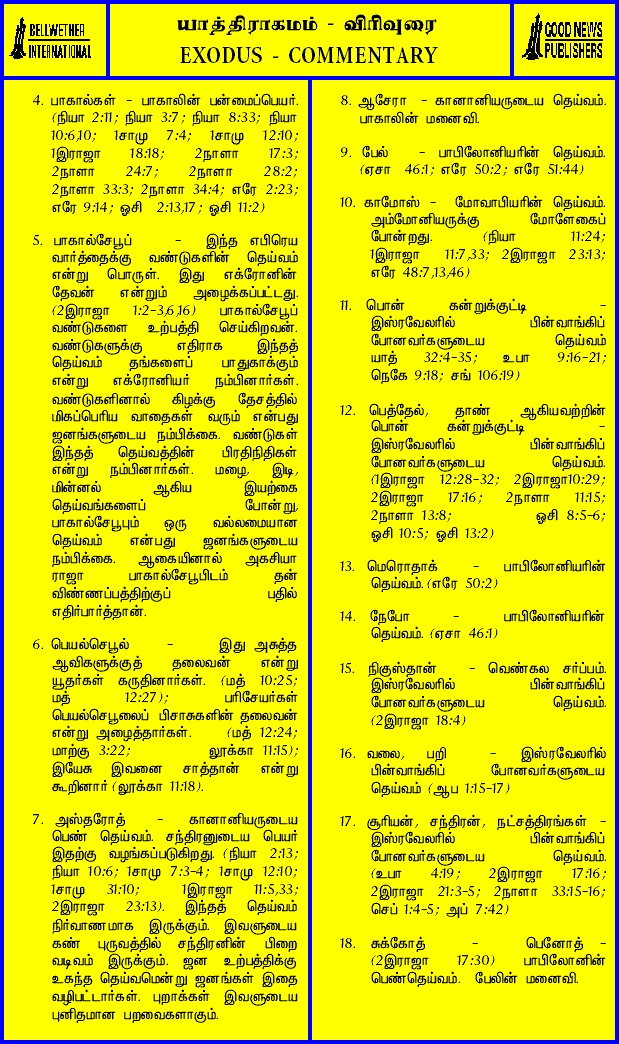 BELLWETHER
INTERNATIONAL
யாத்திராகமம் - விரிவுரை
EXODUS - COMMENTARY
GOOD NEWS
PUBLISHERS
4. பாகால்கள் - பாகாலின் பன்மைப்பெயர்.
(நியா 2:11; நியா 3:7; நியா 8:33; நியா
10:6,10; 1சாமு 7:4; 1சாமு 12:10;
1இராஜா 18:18; 2நாளா 17:3;
2நாளா 24:7; 2நாளா 28:2;
2நாளா 33:3; 2நாளா 34:4; எரே 2:23;
எரே 9:14; ஓசி 2:13,17; ஓசி 11:2)
5. பாகால்சேபூப் - இந்த எபிரெய
வார்த்தைக்கு வண்டுகளின் தெய்வம்
என்று பொருள். இது எக்ரோனின்
தேவன் என்றும் அழைக்கப்பட்டது.
(2இராஜா 1:2-3,6,16) பாகால்சேபூப்
வண்டுகளை உற்பத்தி செய்கிறவன்.
வண்டுகளுக்கு எதிராக இந்தத்
தெய்வம் தங்களைப் பாதுகாக்கும்
என்று எக்ரோனியர் நம்பினார்கள்.
வண்டுகளினால் கிழக்கு தேசத்தில்
மிகப்பெரிய வாதைகள் வரும் என்பது
ஜனங்களுடைய நம்பிக்கை. வண்டுகள்
இந்தத் தெய்வத்தின் பிரதிநிதிகள்
என்று நம்பினார்கள். மழை, இடி,
மின்னல் ஆகிய இயற்கை
தெய்வங்களைப் போன்று,
பாகால்சேபூபும் ஒரு வல்லமையான
தெய்வம் என்பது ஜனங்களுடைய
நம்பிக்கை. ஆகையினால் அகசியா
ராஜா பாகால்சேபூபிடம் தன்
விண்ணப்பத்திற்குப் பதில்
எதிர்பார்த்தான்.
6. பெயல்செபூல் - இது அசுத்த
ஆவிகளுக்குத் தலைவன் என்று
யூதர்கள் கருதினார்கள். (மத் 10:25;
மத் 12:27); பரிசேயர்கள்
பெயல்செபூலைப் பிசாசுகளின் தலைவன்
என்று அழைத்தார்கள். (மத் 12:24;
மாற்கு 3:22; லூக்கா 11:15);
இயேசு இவனை சாத்தான் என்று
கூறினார் (லூக்கா 11:18).
7. அஸ்தரோத் - கானானியருடைய
பெண் தெய்வம். சந்திரனுடைய பெயர்
இதற்கு வழங்கப்படுகிறது. (நியா 2:13;
நியா 10:6; 1சாமு 7:3-4; 1சாமு 12:10;
1சாமு 31:10; 1இராஜா 11:5,33;
2இராஜா 23:13). இந்தத் தெய்வம்
நிர்வாணமாக இருக்கும். இவளுடைய
கண் புருவத்தில் சந்திரனின் பிறை
வடிவம் இருக்கும். ஜன உற்பத்திக்கு
உகந்த தெய்வமென்று ஜனங்கள் இதை
வழிபட்டார்கள். புறாக்கள் இவளுடைய
புனிதமான பறவைகளாகும்.
8. ஆசேரா - கானானியருடைய தெய்வம்.
பாகாலின் மனைவி.
9. பேல் - பாபிலோனியரின் தெய்வம்.
(ஏசா 46:1; எரே 50:2; எரே 51:44)
10. காமோஸ் - மோவாபியரின் தெய்வம்.
அம்மோனியருக்கு மோளேகைப்
போன்றது. (நியா 11:24;
1இராஜா 11:7,33; 2இராஜா 23:13;
எரே 48:7,13,46)
11. பொன் கன்றுக்குட்டி -
இஸ்ரவேலரில் பின்வாங்கிப்
போனவர்களுடைய தெய்வம்
யாத் 32:4-35; உபா 9:16-21;
நெகே 9:18; சங் 106:19)
12. பெத்தேல், தாண் ஆகியவற்றின்
பொன் கன்றுக்குட்டி -
இஸ்ரவேலரில் பின்வாங்கிப்
போனவர்களுடைய தெய்வம்.
(1இராஜா 12:28-32; 2இராஜா10:29;
2இராஜா 17:16; 2நாளா 11:15;
2நாளா 13:8; ஓசி 8:5-6;
ஓசி 10:5; ஓசி 13:2)
13. மெரொதாக் - பாபிலோனியரின்
தெய்வம். (எரே 50:2)
14. நேபோ - பாபிலோனியரின்
தெய்வம். (ஏசா 46:1)
15. நிகுஸ்தான் - வெண்கல சர்ப்பம்.
இஸ்ரவேலரில் பின்வாங்கிப்
போனவர்களுடைய தெய்வம்.
(2இராஜா 18:4)
16. வலை, பறி - இஸ்ரவேலரில்
பின்வாங்கிப் போனவர்களுடைய
தெய்வம் (ஆப 1:15-17)
17. சூரியன், சந்திரன், நட்சத்திரங்கள் -
இஸ்ரவேலரில் பின்வாங்கிப்
போனவர்களுடைய தெய்வம்.
(உபா 4:19; 2இராஜா 17:16;
2இராஜா 21:3-5; 2நாளா 33:15-16;
செப் 1:4-5; அப் 7:42)
18. சுக்கோத் - பெனோத் -
(2இராஜா 17:30) பாபிலோனின்
பெண்தெய்வம். பேலின் மனைவி.